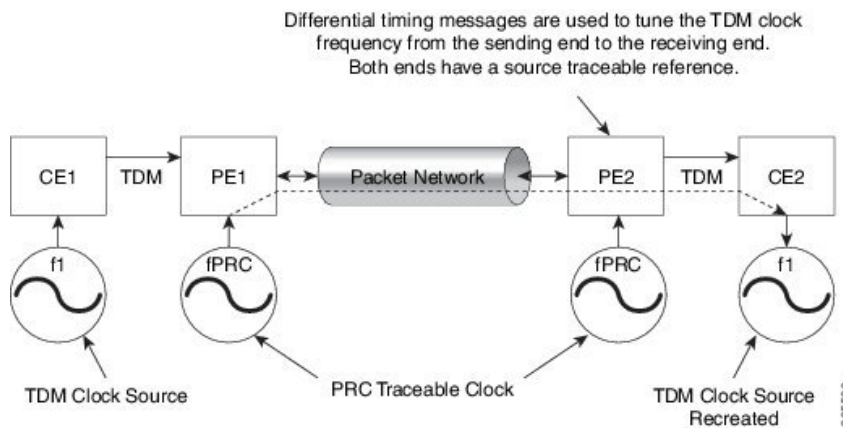 Differential timing messages are used to tune the TDM clock
frequency from the sending end to the receiving end.
Both ends have a source traceable reference.
CE1
TDM
PE1
Packet Network
PE2
TDM
CE2
f1
fPRC
fPRC
f1
TDM Clock Source
PRC Traceable Clock
TDM Clock Source
Recreated